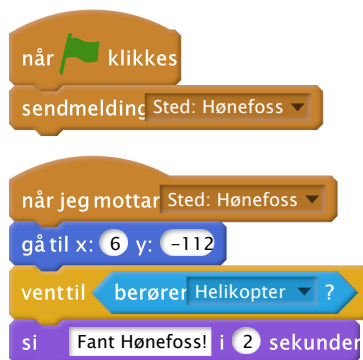 når klikkes
sendmelding Sted: Hønefoss
når jeg mottar Sted: Hønefoss
gå til x: 6 y: -112
vent til berører Helikopter ?
si Fant Hønefoss! i 2 sekunder